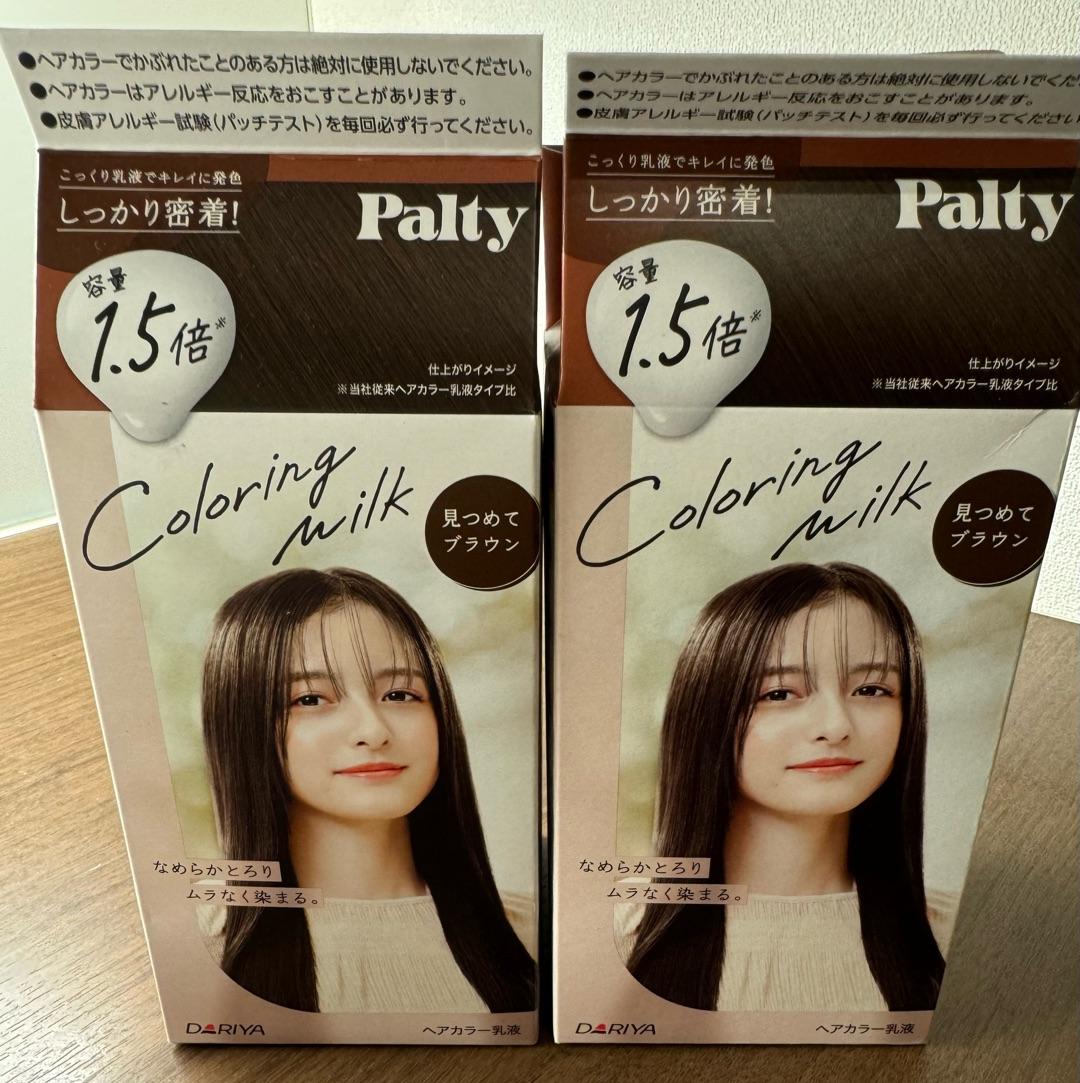 ●ヘアカラーでかぶれたことのある方は絶対に使用しないでください。
●ヘアカラーはアレルギー反応をおこすことがあります。
●皮膚アレルギー試験(パッチテスト)を毎回必ず行ってください。
こっくり乳液でキレイに発色
しっかり密着!
Palty
容量
1.5倍※
仕上がりイメージ
※当社従来ヘアカラー乳液タイプ比
Coloring
milk
見つめて
ブラウン
なめらかとろり
ムラなく染まる。
DARIYA
ヘアカラー乳液
●ヘアカラーでかぶれたことのある方は絶対に使用しないでくだ
●ヘアカラーはアレルギー反応をおこすことがあります。
●皮膚アレルギー試験(パッチテスト)を毎回必ず行ってください
こっくり乳液でキレイに発色
しっかり密着!
Palty
容量
1.5倍※
仕上がりイメージ
※当社従来ヘアカラー乳液タイプ比
Coloring
milk
見つめて
ブラウン
なめらかとろり
ムラなく染まる。
DARIYA
ヘアカラー乳液